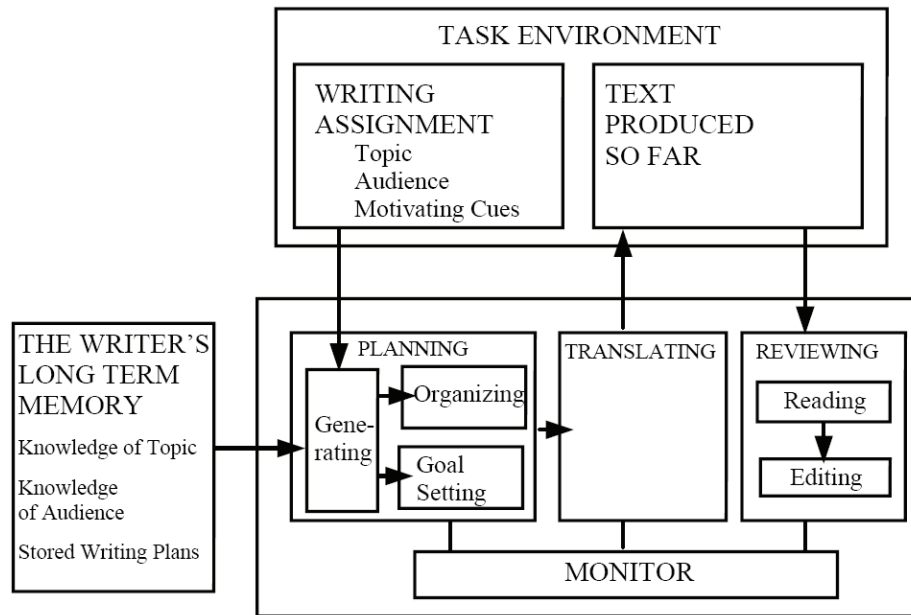 TASK ENVIRONMENT
WRITING
ASSIGNMENT
Topic
Audience
Motivating Cues
TEXT
PRODUCED
SO FAR
THE WRITER'S
LONG TERM
MEMORY
Knowledge of Topic
Knowledge
of Audience
Stored Writing Plans
PLANNING
Gene-
rating
Organizing
Goal
Setting
TRANSLATING
REVIEWING
Reading
Editing
MONITOR